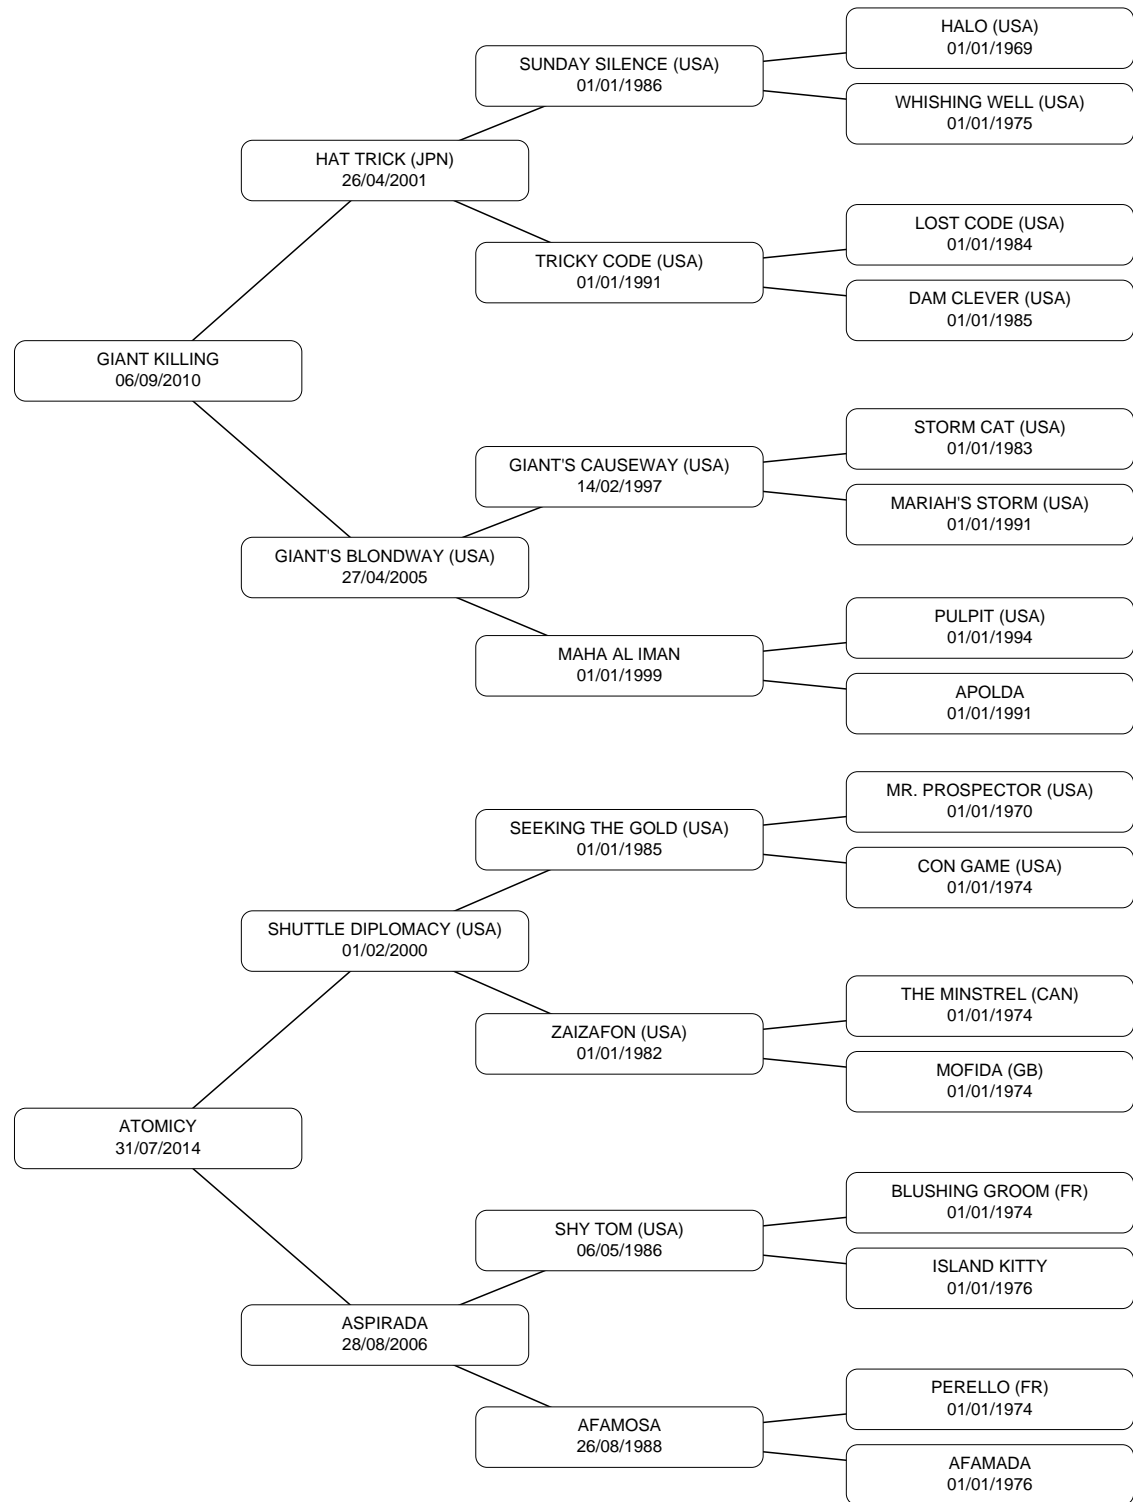 HALO (USA)
01/01/1969
SUNDAY SILENCE (USA)
01/01/1986
WHISHING WELL (USA)
01/01/1975
HAT TRICK (JPN)
26/04/2001
LOST CODE (USA)
01/01/1984
TRICKY CODE (USA)
01/01/1991
DAM CLEVER (USA)
01/01/1985
GIANT KILLING
06/09/2010
STORM CAT (USA)
01/01/1983
GIANT'S CAUSEWAY (USA)
14/02/1997
MARIAH'S STORM (USA)
01/01/1991
GIANT'S BLONDWAY (USA)
27/04/2005
PULPIT (USA)
01/01/1994
MAHA AL IMAN
01/01/1999
APOLDA
01/01/1991
MR. PROSPECTOR (USA)
01/01/1970
SEEKING THE GOLD (USA)
01/01/1985
CON GAME (USA)
01/01/1974
SHUTTLE DIPLOMACY (USA)
01/02/2000
THE MINSTREL (CAN)
01/01/1974
ZAIZAFON (USA)
01/01/1982
MOFIDA (GB)
01/01/1974
ATOMICY
31/07/2014
BLUSHING GROOM (FR)
01/01/1974
SHY TOM (USA)
06/05/1986
ISLAND KITTY
01/01/1976
ASPIRADA
28/08/2006
PERELLO (FR)
01/01/1974
AFAMOSA
26/08/1988
AFAMADA
01/01/1976